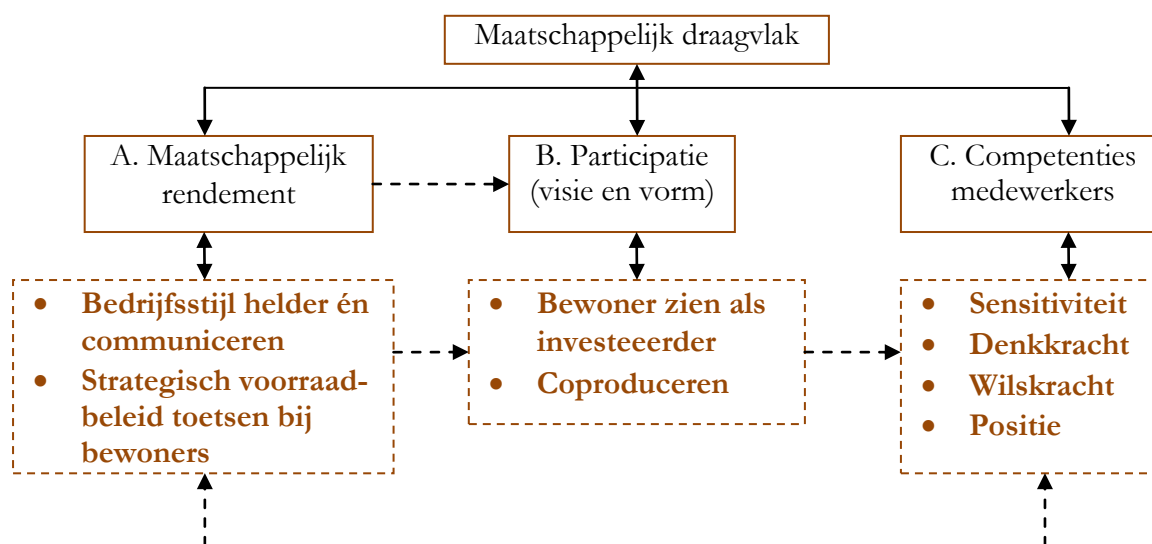 Maatschappelijk draagvlak
A. Maatschappelijk
rendement
B. Participatie
(visie en vorm)
C. Competenties
medewerkers
• Bedrijfsstijl helder én
communiceren
• Strategisch voorraad-
beleid toetsen bij
bewoners
• Bewoner zien als
investeeerder
• Coproduceren
• Sensitiviteit
• Denkkracht
• Wilskracht
• Positie